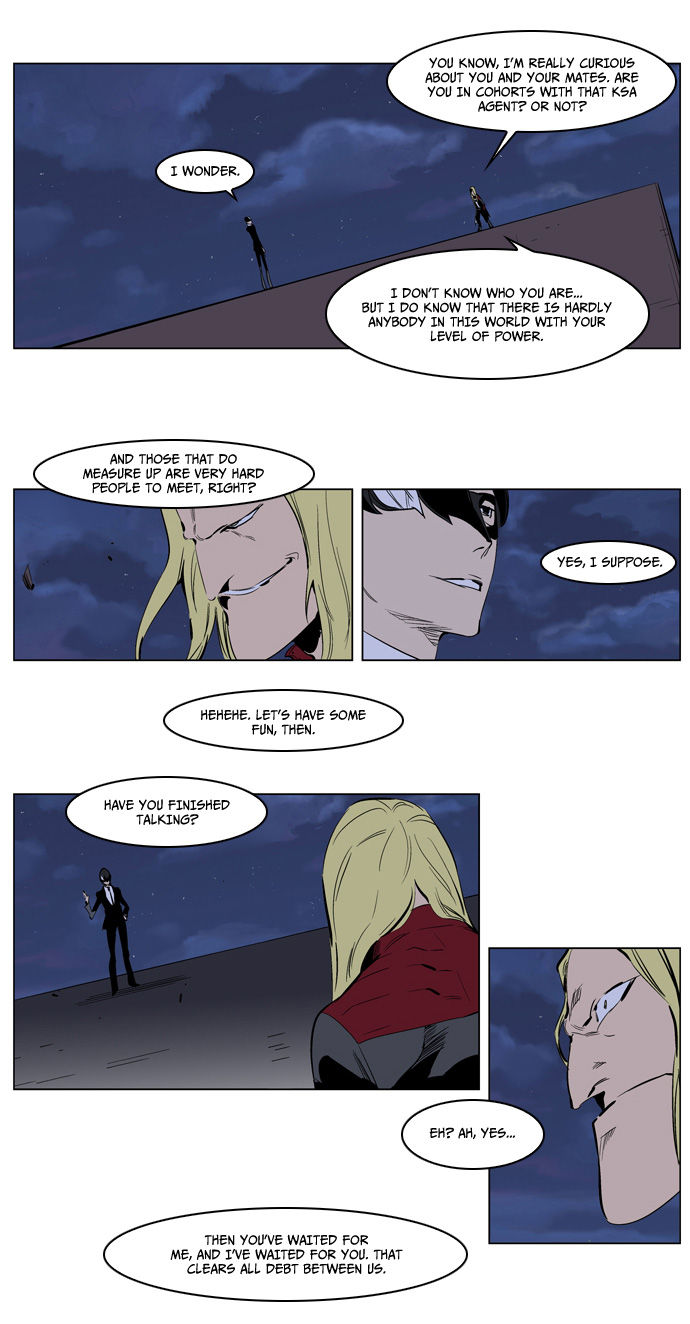 YOU KNOW, I'M REALLY CURIOUS
ABOUT YOU AND YOUR MATES. ARE
YOU IN COHORTS WITH THAT KSA
AGENT? OR NOT?
I WONDER.
I DON'T KNOW WHO YOU ARE...
BUT I DO KNOW THAT THERE IS HARDLY
ANYBODY IN THIS WORLD WITH YOUR
LEVEL OF POWER.
AND THOSE THAT DO
MEASURE UP ARE VERY HARD
PEOPLE TO MEET, RIGHT?
YES, I SUPPOSE.
HEHEHE. LET'S HAVE SOME
FUN, THEN.
HAVE YOU FINISHED
TALKING?
EH? AH, YES...
THEN YOU'VE WAITED FOR
ME, AND I'VE WAITED FOR YOU. THAT
CLEARS ALL DEBT BETWEEN US.